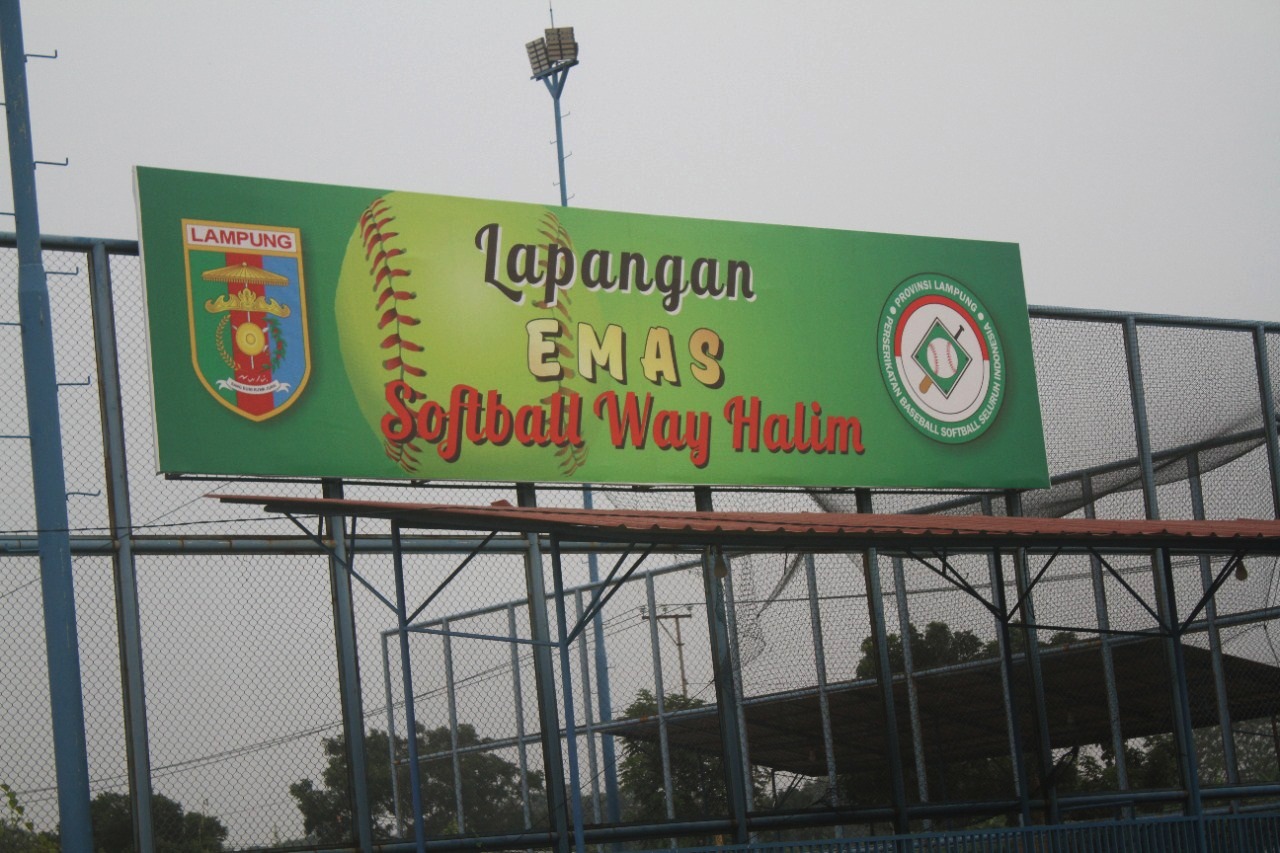 LAMPUNG
Lapangan
EMAS
Softball Way Halim
PROVINSI LAMPUNG
PERSERIKATAN BASEBALL SOFTBALL SELURUH INDONESIA